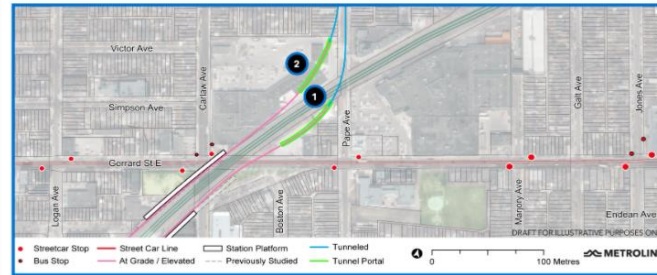 Victor Ave
Carlaw Ave
2
1
Simpson Ave
Pape Ave
Galt Ave
Jones Ave
Gerrard St E
Logan Ave
Boston Ave
Marjory Ave
Endean Ave
DRAFT FOR ILLUSTRATIVE PURPOSES ON
Streetcar Stop
Street Car Line
Station Platform
Tunneled
Bus Stop
At Grade / Elevated
Previously Studied
Tunnel Portal
0
100 Metres
METROLIN